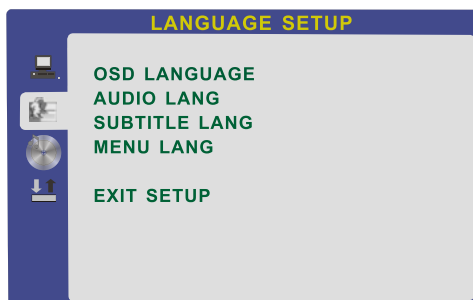 LANGUAGE SETUP
OSD LANGUAGE
AUDIO LANG
SUBTITLE LANG
MENU LANG
EXIT SETUP